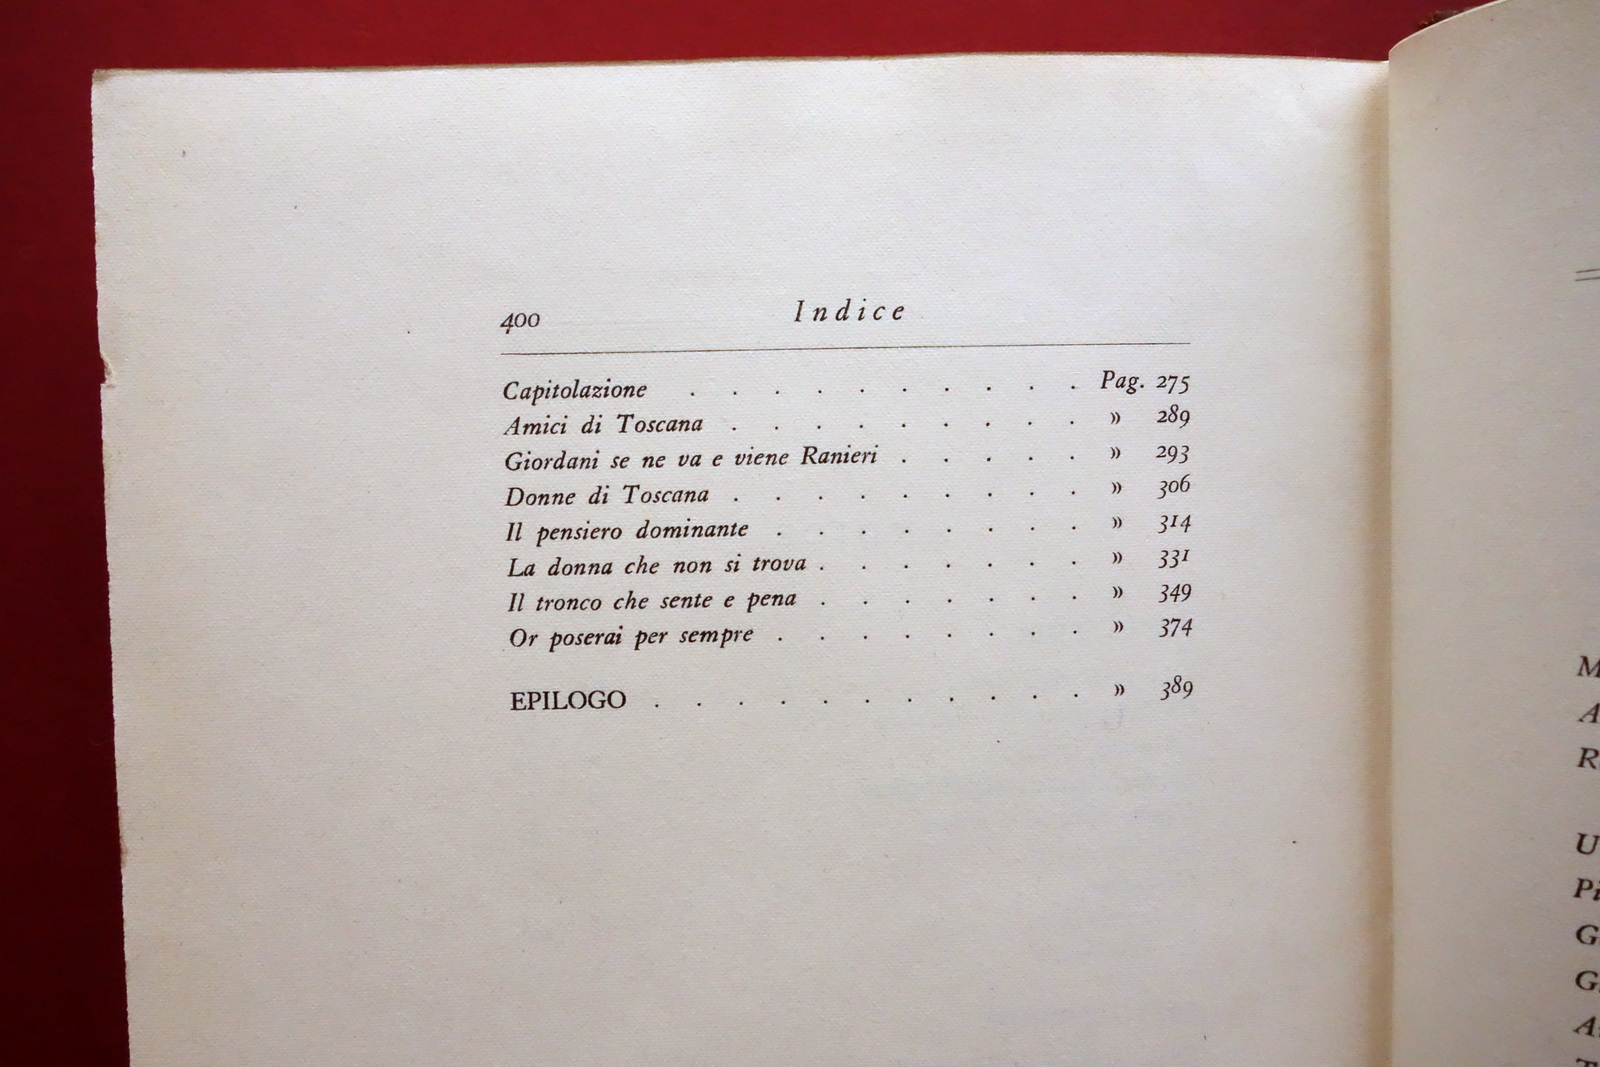 400 Indice
Capitolazione . . . . . . . . . . Pag. 275
Amici di Toscana . . . . . . . . . » 289
Giordani se ne va e viene Ranieri . . . . . » 293
Donne di Toscana . . . . . . . . . » 306
Il pensiero dominante . . . . . . . . » 314
La donna che non si trova . . . . . . . » 331
Il tronco che sente e pena . . . . . . . » 349
Or poserai per sempre . . . . . . . . » 374
EPILOGO . . . . . . . . . . . » 389